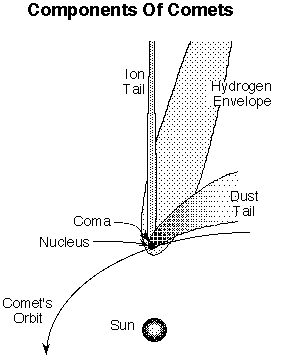 Components Of Comets
Ion
Tail
Hydrogen
Envelope
Dust
Tail
Coma
Nucleus
Comet's
Orbit
Sun